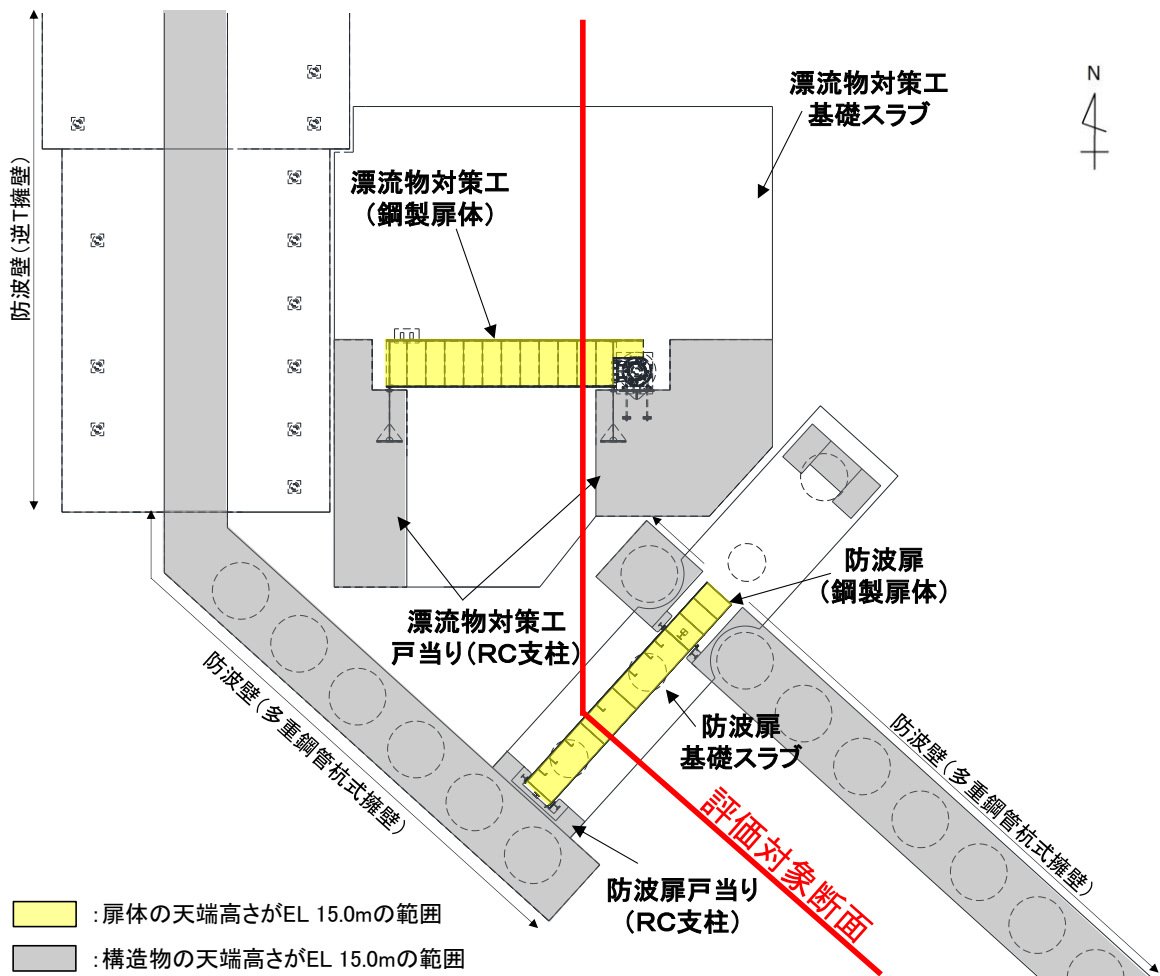 N
漂流物対策工
基礎スラブ
漂流物対策工
（鋼製扉体）
防波壁（逆T擁壁）
防波扉
（鋼製扉体）
漂流物対策工
戸当り（RC支柱）
防波壁（多重鋼管杭式擁壁）
防波扉
基礎スラブ
防波壁（多重鋼管杭式擁壁）
評価対象断面
防波扉戸当り
（RC支柱）
：扉体の天端高さがEL 15.0mの範囲
：構造物の天端高さがEL 15.0mの範囲